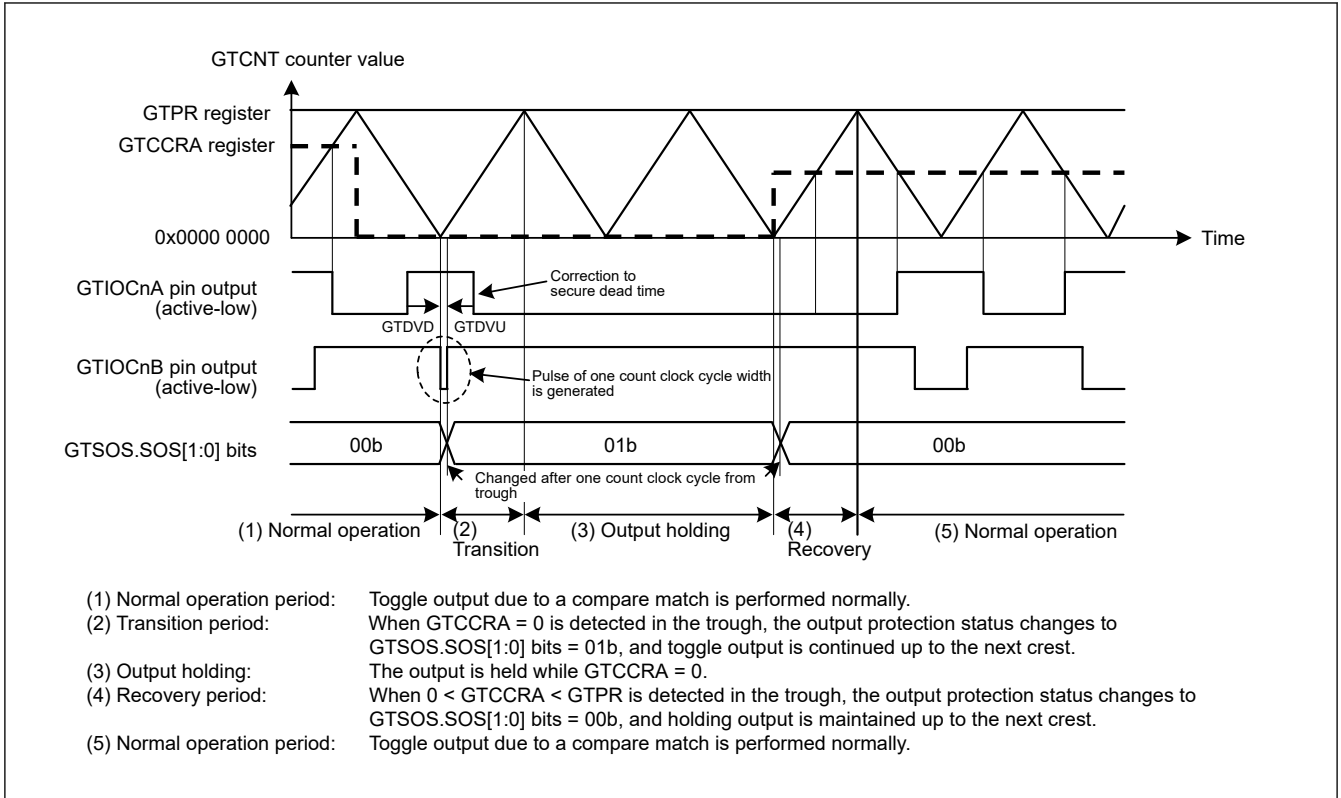 GTCNT counter value
GTPR register
GTCCRA register
0x0000 0000
Time
GTIOCnA pin output
(active-low)
Correction to
secure dead time
GTDVD
GTDVU
GTIOCnB pin output
(active-low)
Pulse of one count clock cycle width
is generated
GTSOS.SOS[1:0] bits
00b
01b
00b
Changed after one count clock cycle from
trough
(1) Normal operation
(2)
Transition
(3) Output holding
(4)
Recovery
(5) Normal operation
(1) Normal operation period: Toggle output due to a compare match is performed normally.
(2) Transition period: When GTCCRA = 0 is detected in the trough, the output protection status changes to
GTSOS.SOS[1:0] bits = 01b, and toggle output is continued up to the next crest.
(3) Output holding: The output is held while GTCCRA = 0.
(4) Recovery period: When 0 < GTCCRA < GTPR is detected in the trough, the output protection status changes to
GTSOS.SOS[1:0] bits = 00b, and holding output is maintained up to the next crest.
(5) Normal operation period: Toggle output due to a compare match is performed normally.